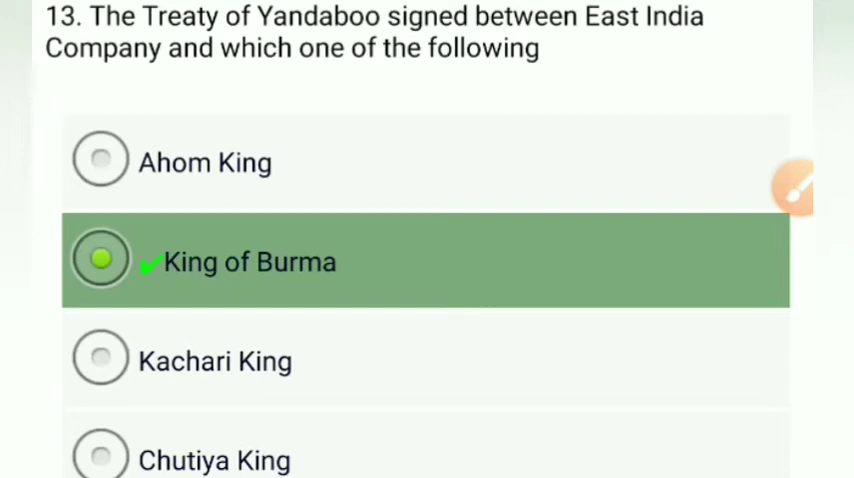 13. The Treaty of Yandaboo signed between East India
Company and which one of the following
Ahom King
✔King of Burma
Kachari King
Chutiya King